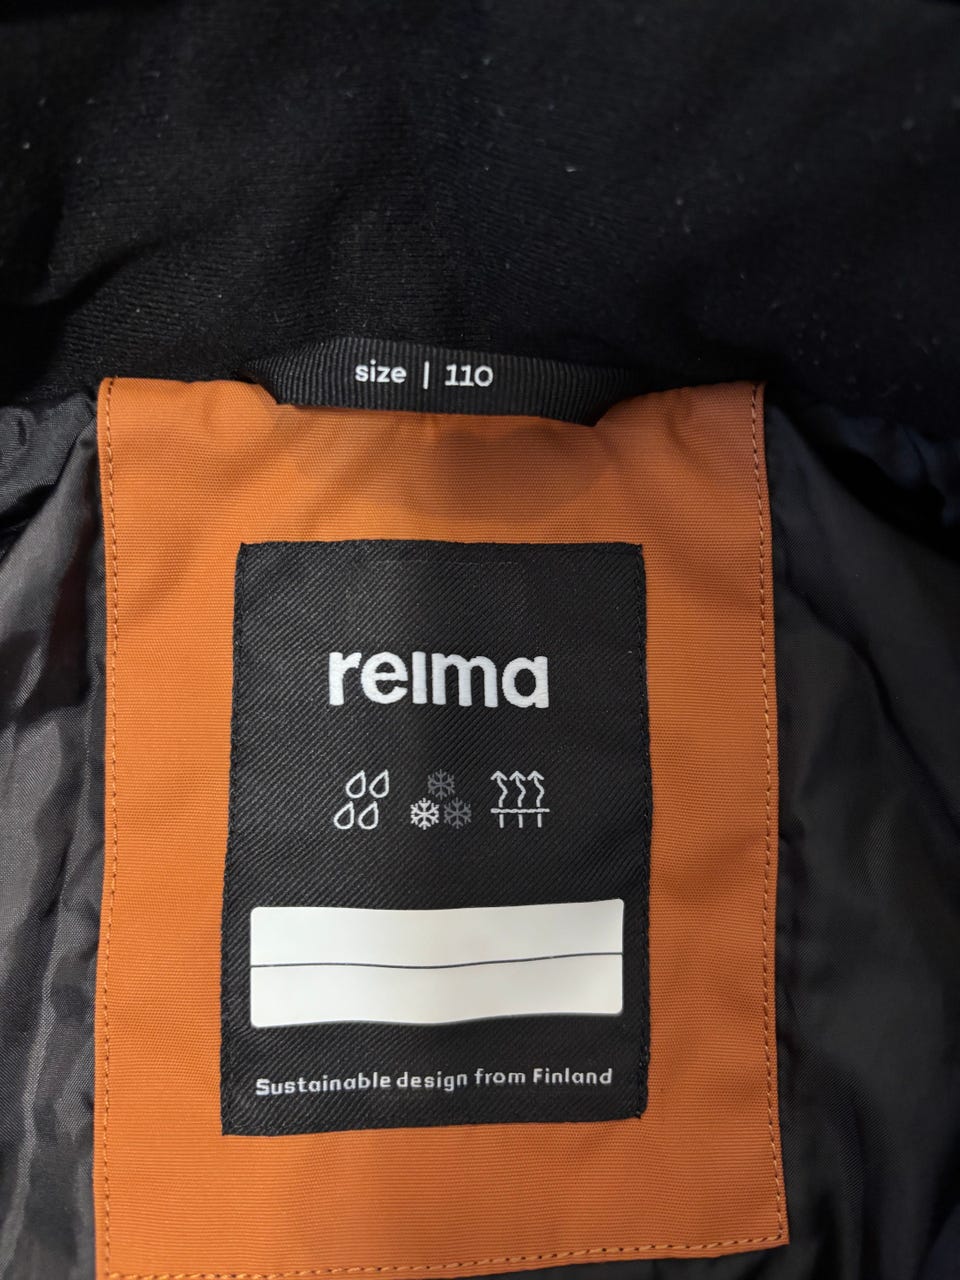 size | 110
reima
Sustainable design from Finland